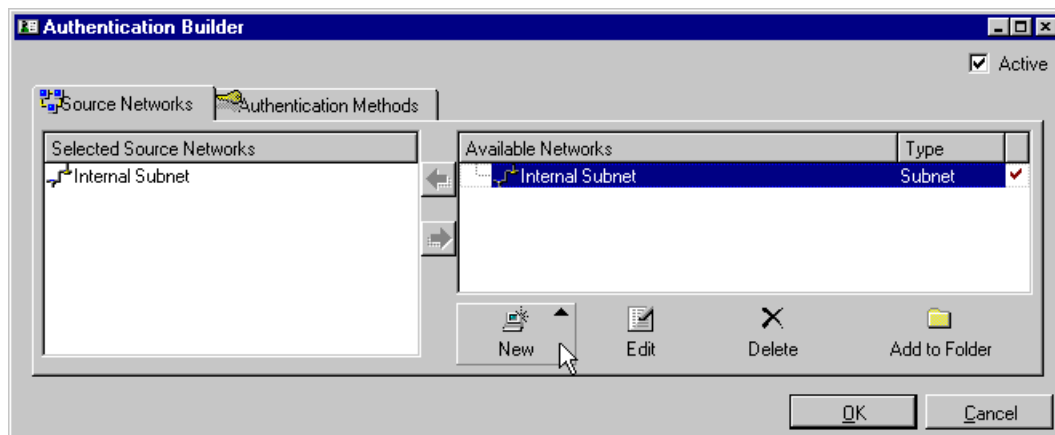 Authentication Builder
Active
Source Networks Authentication Methods
Selected Source Networks Available Networks Type
Internal Subnet Internal Subnet Subnet
New Edit Delete Add to Folder
OK Cancel